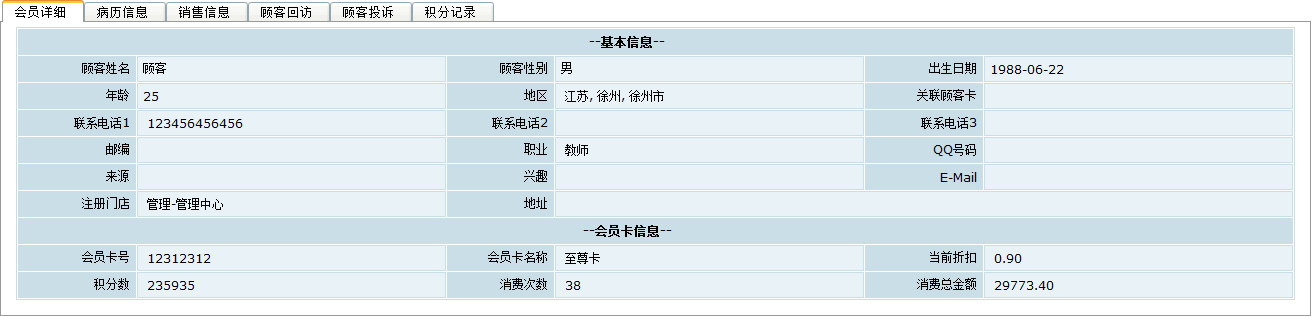 会员详细 病历信息 销售信息 顾客回访 顾客投诉 积分记录
--基本信息--
顾客姓名 顾客 顾客性别 男 出生日期 1988-06-22
年龄 25 地区 江苏, 徐州, 徐州市 关联顾客卡
联系电话1 123456456456 联系电话2 联系电话3
邮编 职业 教师 QQ号码
来源 兴趣 E-Mail
注册门店 管理-管理中心 地址
--会员卡信息--
会员卡号 12312312 会员卡名称 至尊卡 当前折扣 0.90
积分数 235935 消费次数 38 消费总金额 29773.40